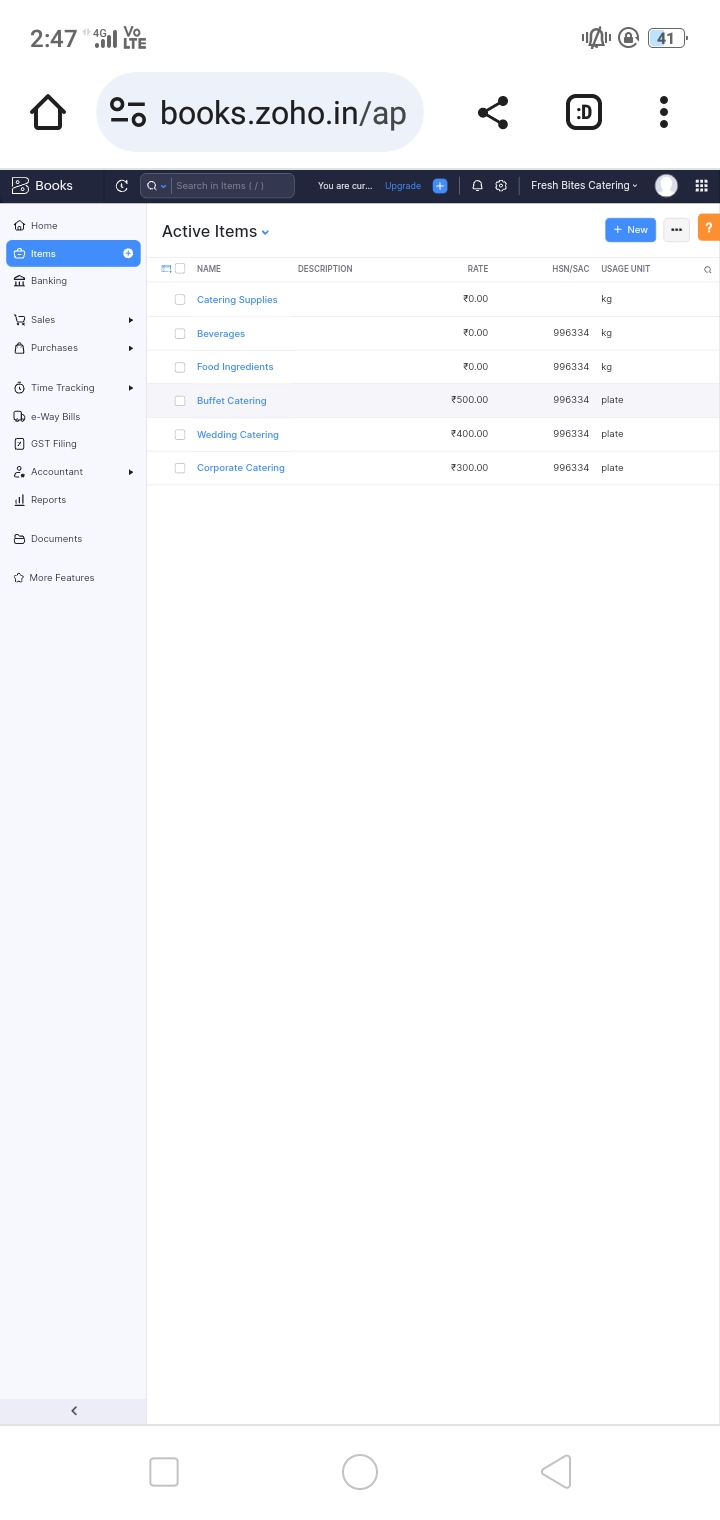 2:47 4G Vo LTE 41
books.zoho.in/ap :D
Books Search in Items ( / ) You are cur... Upgrade Fresh Bites Catering
Home
Items
Banking
Sales
Purchases
Time Tracking
e-Way Bills
GST Filing
Accountant
Reports
Documents
More Features
Active Items + New ... ?
NAME DESCRIPTION RATE HSN/SAC USAGE UNIT
Catering Supplies ₹0.00 kg
Beverages ₹0.00 996334 kg
Food Ingredients ₹0.00 996334 kg
Buffet Catering ₹500.00 996334 plate
Wedding Catering ₹400.00 996334 plate
Corporate Catering ₹300.00 996334 plate